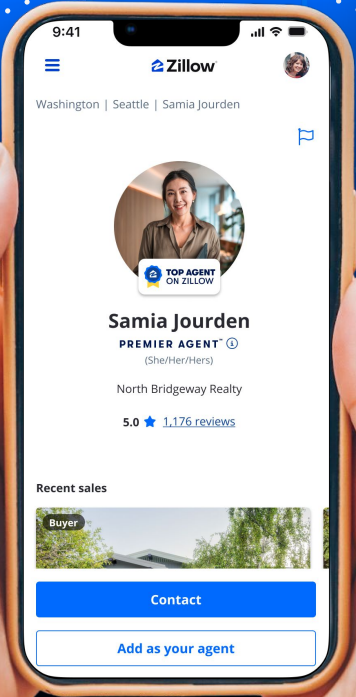 9:41
Zillow
Washington | Seattle | Samia Jourden
TOP AGENT
ON ZILLOW
Samia Jourden
PREMIER AGENT™
(She/Her/Hers)
North Bridgeway Realty
5.0 1,176 reviews
Recent sales
Buyer
Contact
Add as your agent